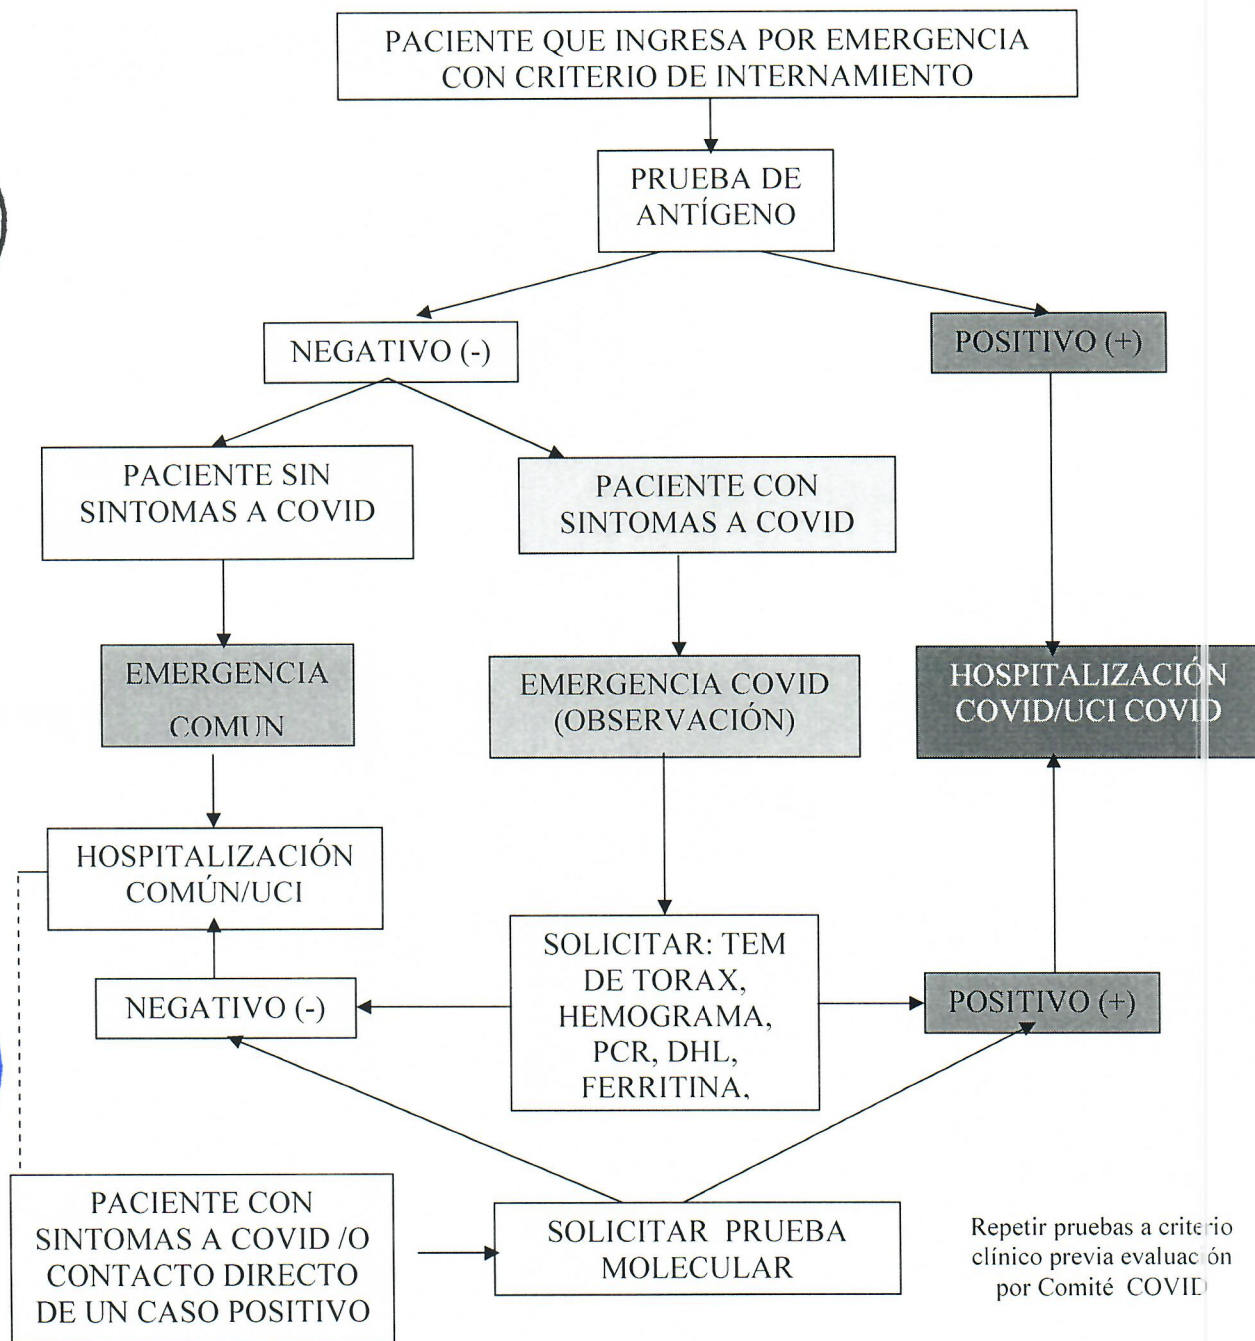 PACIENTE QUE INGRESA POR EMERGENCIA
CON CRITERIO DE INTERNAMIENTO
PRUEBA DE
ANTÍGENO
NEGATIVO (-)
POSITIVO (+)
PACIENTE SIN
SINTOMAS A COVID
PACIENTE CON
SINTOMAS A COVID
EMERGENCIA
COMUN
EMERGENCIA COVID
(OBSERVACIÓN)
HOSPITALIZACIÓN
COVID/UCI COVID
HOSPITALIZACIÓN
COMÚN/UCI
SOLICITAR: TEM
DE TORAX,
HEMOGRAMA,
PCR, DHL,
FERRITINA,
NEGATIVO (-)
POSITIVO (+)
PACIENTE CON
SINTOMAS A COVID /O
CONTACTO DIRECTO
DE UN CASO POSITIVO
SOLICITAR PRUEBA
MOLECULAR
Repetir pruebas a criterio
clínico previa evaluación
por Comité COVID